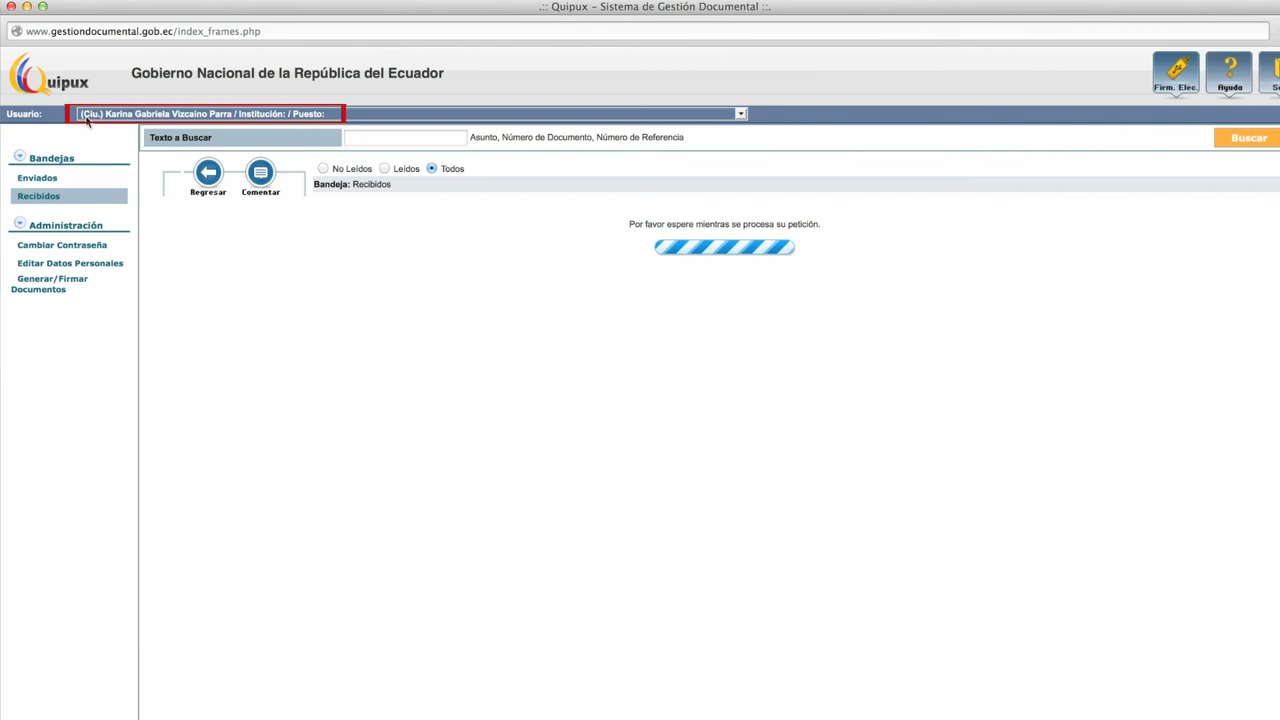 .:: Quipux - Sistema de Gestión Documental ::.
www.gestiondocumental.gob.ec/index_frames.php
Quipux
Gobierno Nacional de la República del Ecuador
Firm. Elec.
Ayuda
Usuario:
(Ciu.) Karina Gabriela Vizcaino Parra / Institución: / Puesto:
Texto a Buscar
Asunto, Número de Documento, Número de Referencia
Buscar
Bandejas
Enviados
Recibidos
Administración
Cambiar Contraseña
Editar Datos Personales
Generar/Firmar
Documentos
Regresar
Comentar
No Leídos
Leídos
Todos
Bandeja: Recibidos
Por favor espere mientras se procesa su petición.